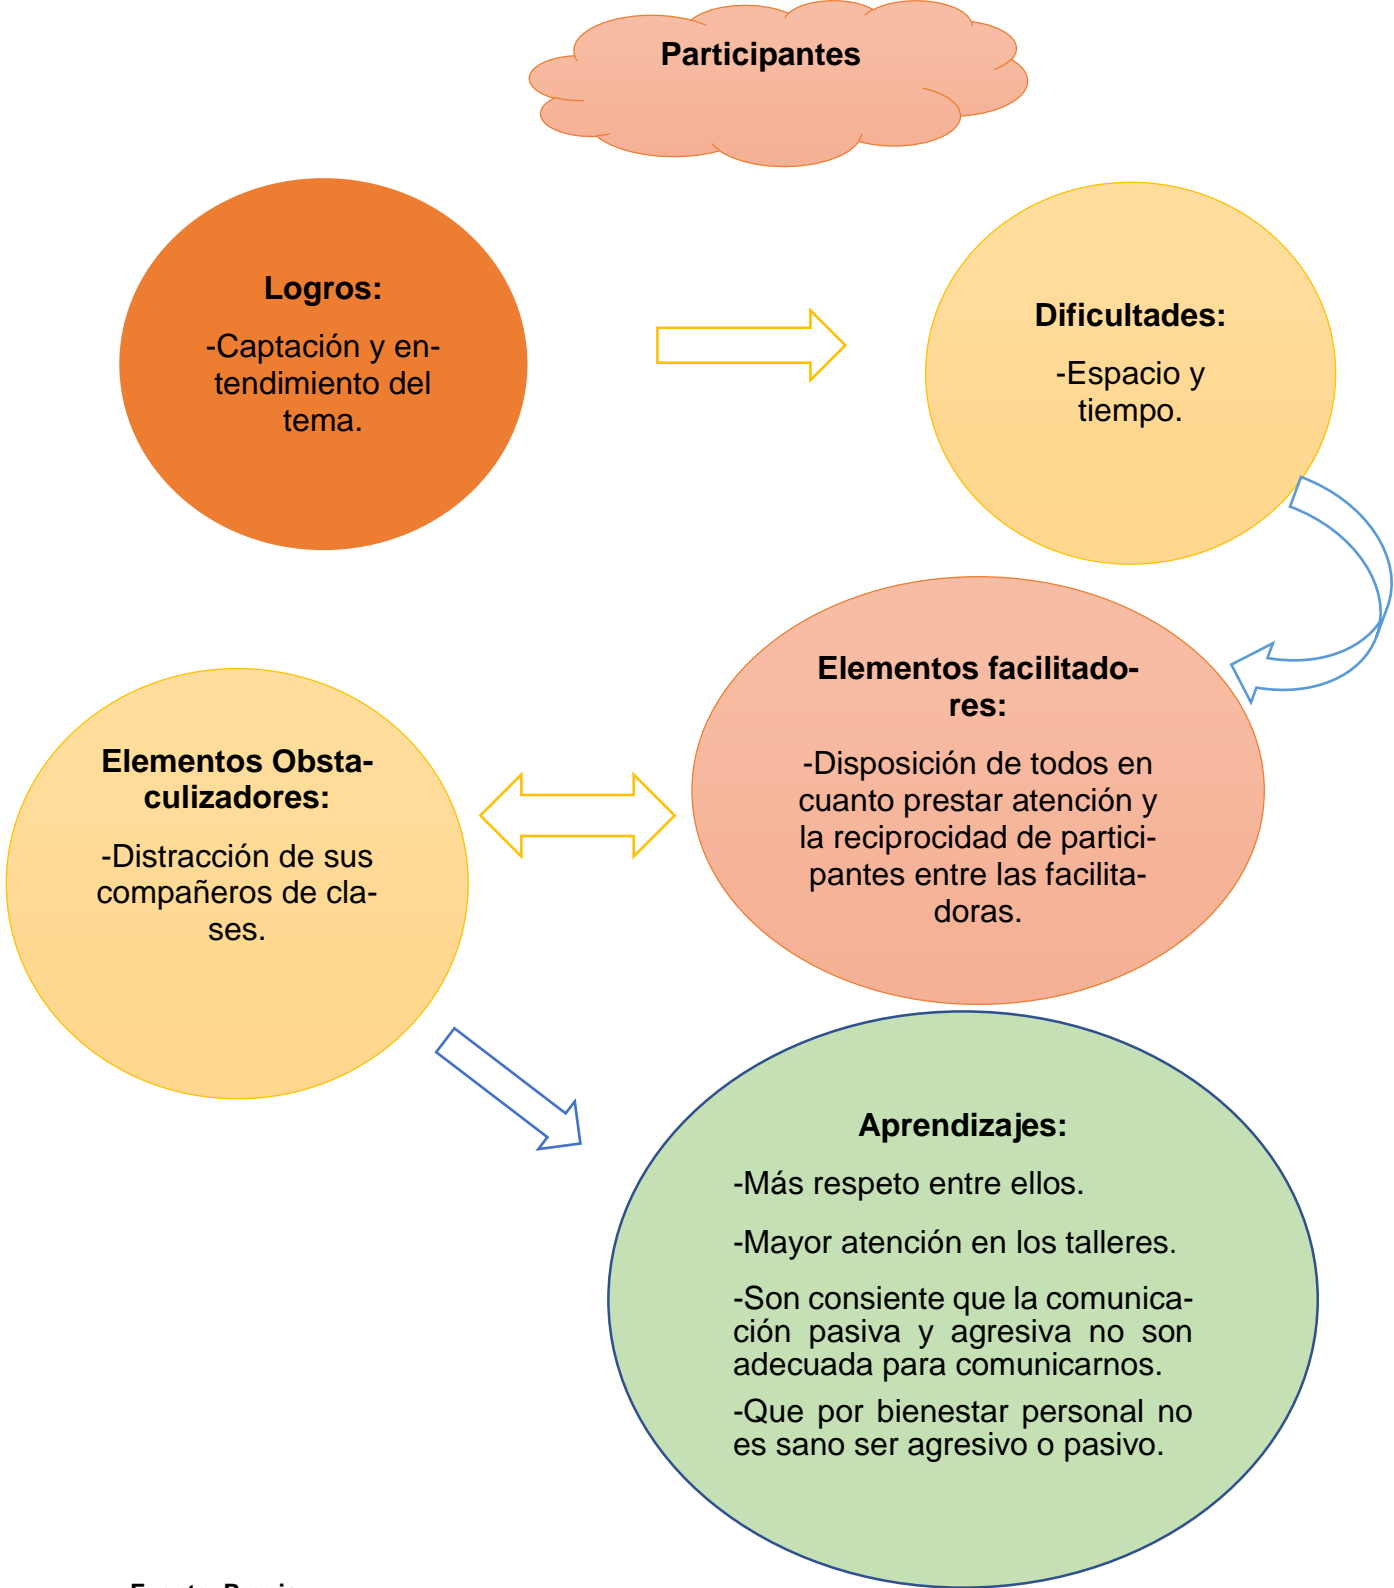 Participantes
Logros:
-Captación y en-
tendimiento del
tema.
Dificultades:
-Espacio y
tiempo.
Elementos facilitado-
res:
-Disposición de todos en
cuanto prestar atención y
la reciprocidad de partici-
pantes entre las facilita-
doras.
Elementos Obsta-
culizadores:
-Distracción de sus
compañeros de cla-
ses.
Aprendizajes:
-Más respeto entre ellos.
-Mayor atención en los talleres.
-Son consiente que la comunica-
ción pasiva y agresiva no son
adecuada para comunicarnos.
-Que por bienestar personal no
es sano ser agresivo o pasivo.